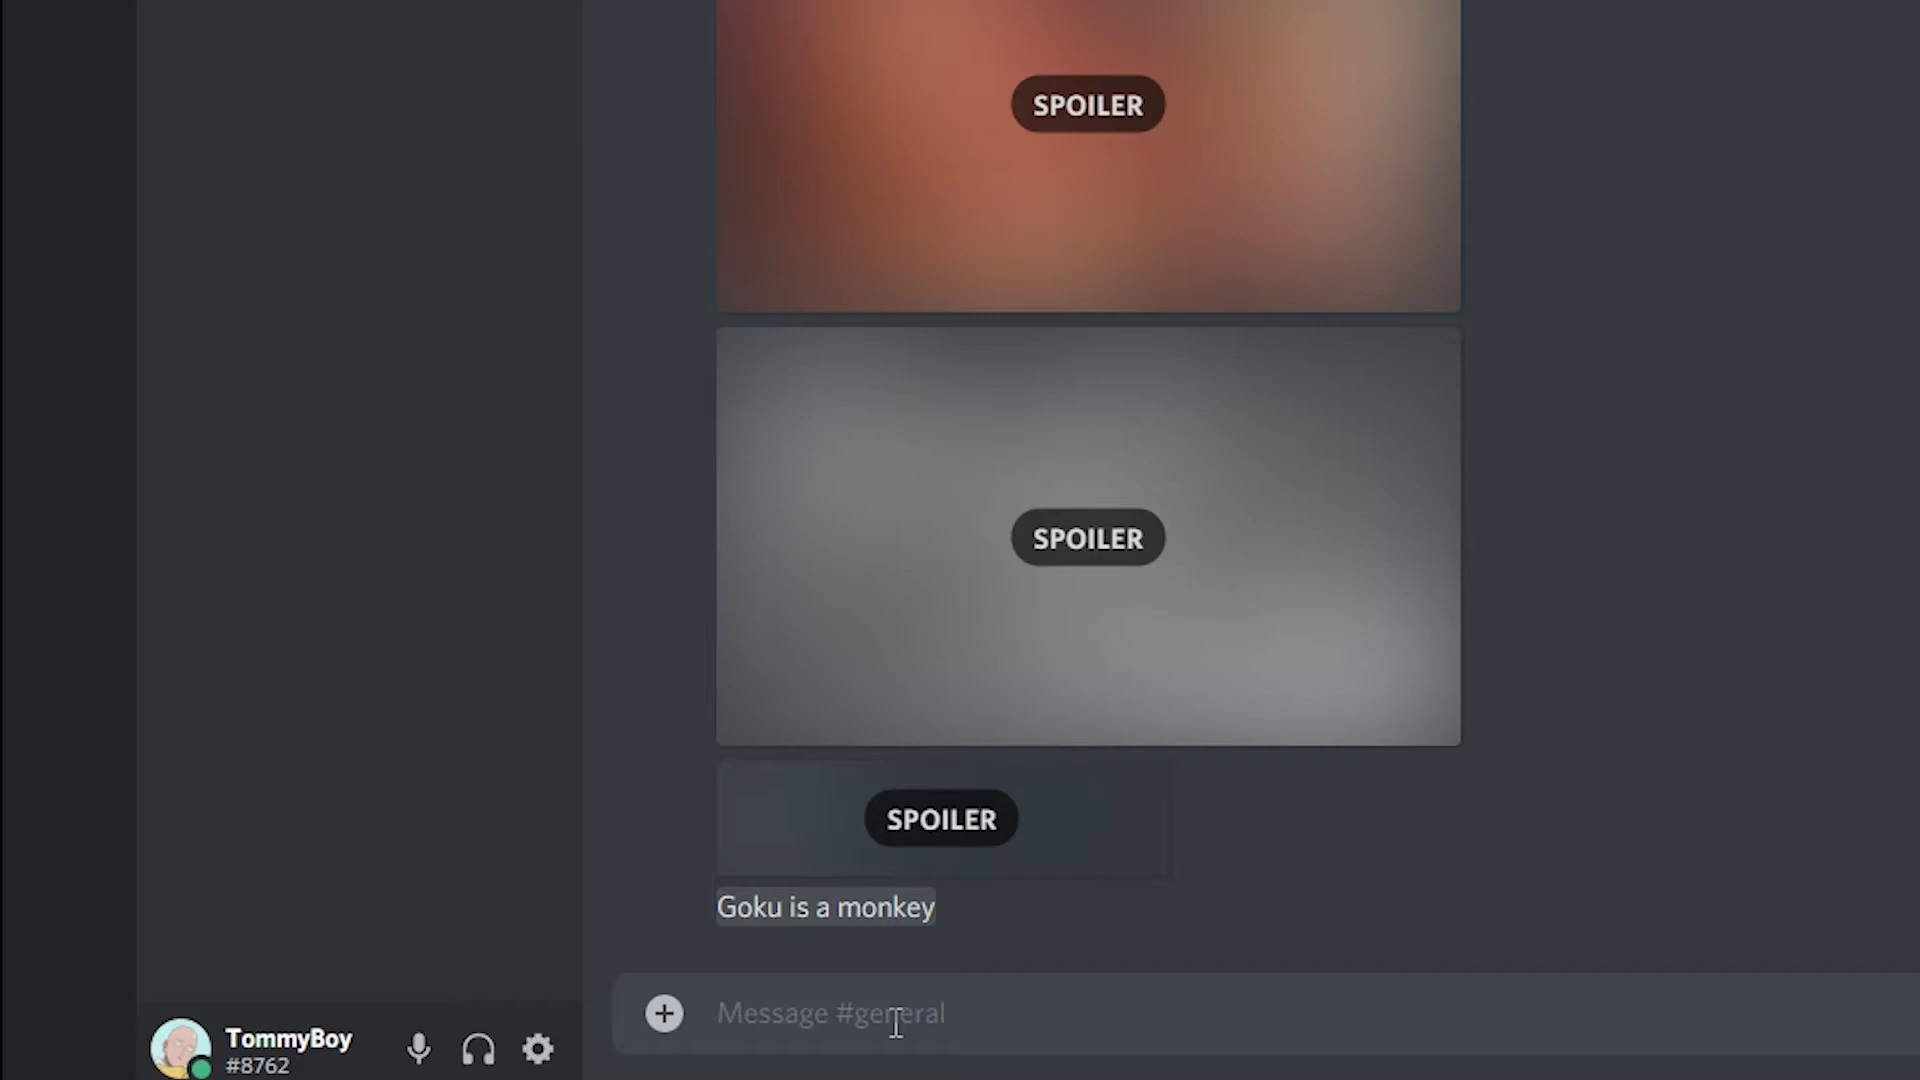 SPOILER
SPOILER
SPOILER
Goku is a monkey
Message #general
TommyBoy
#8762